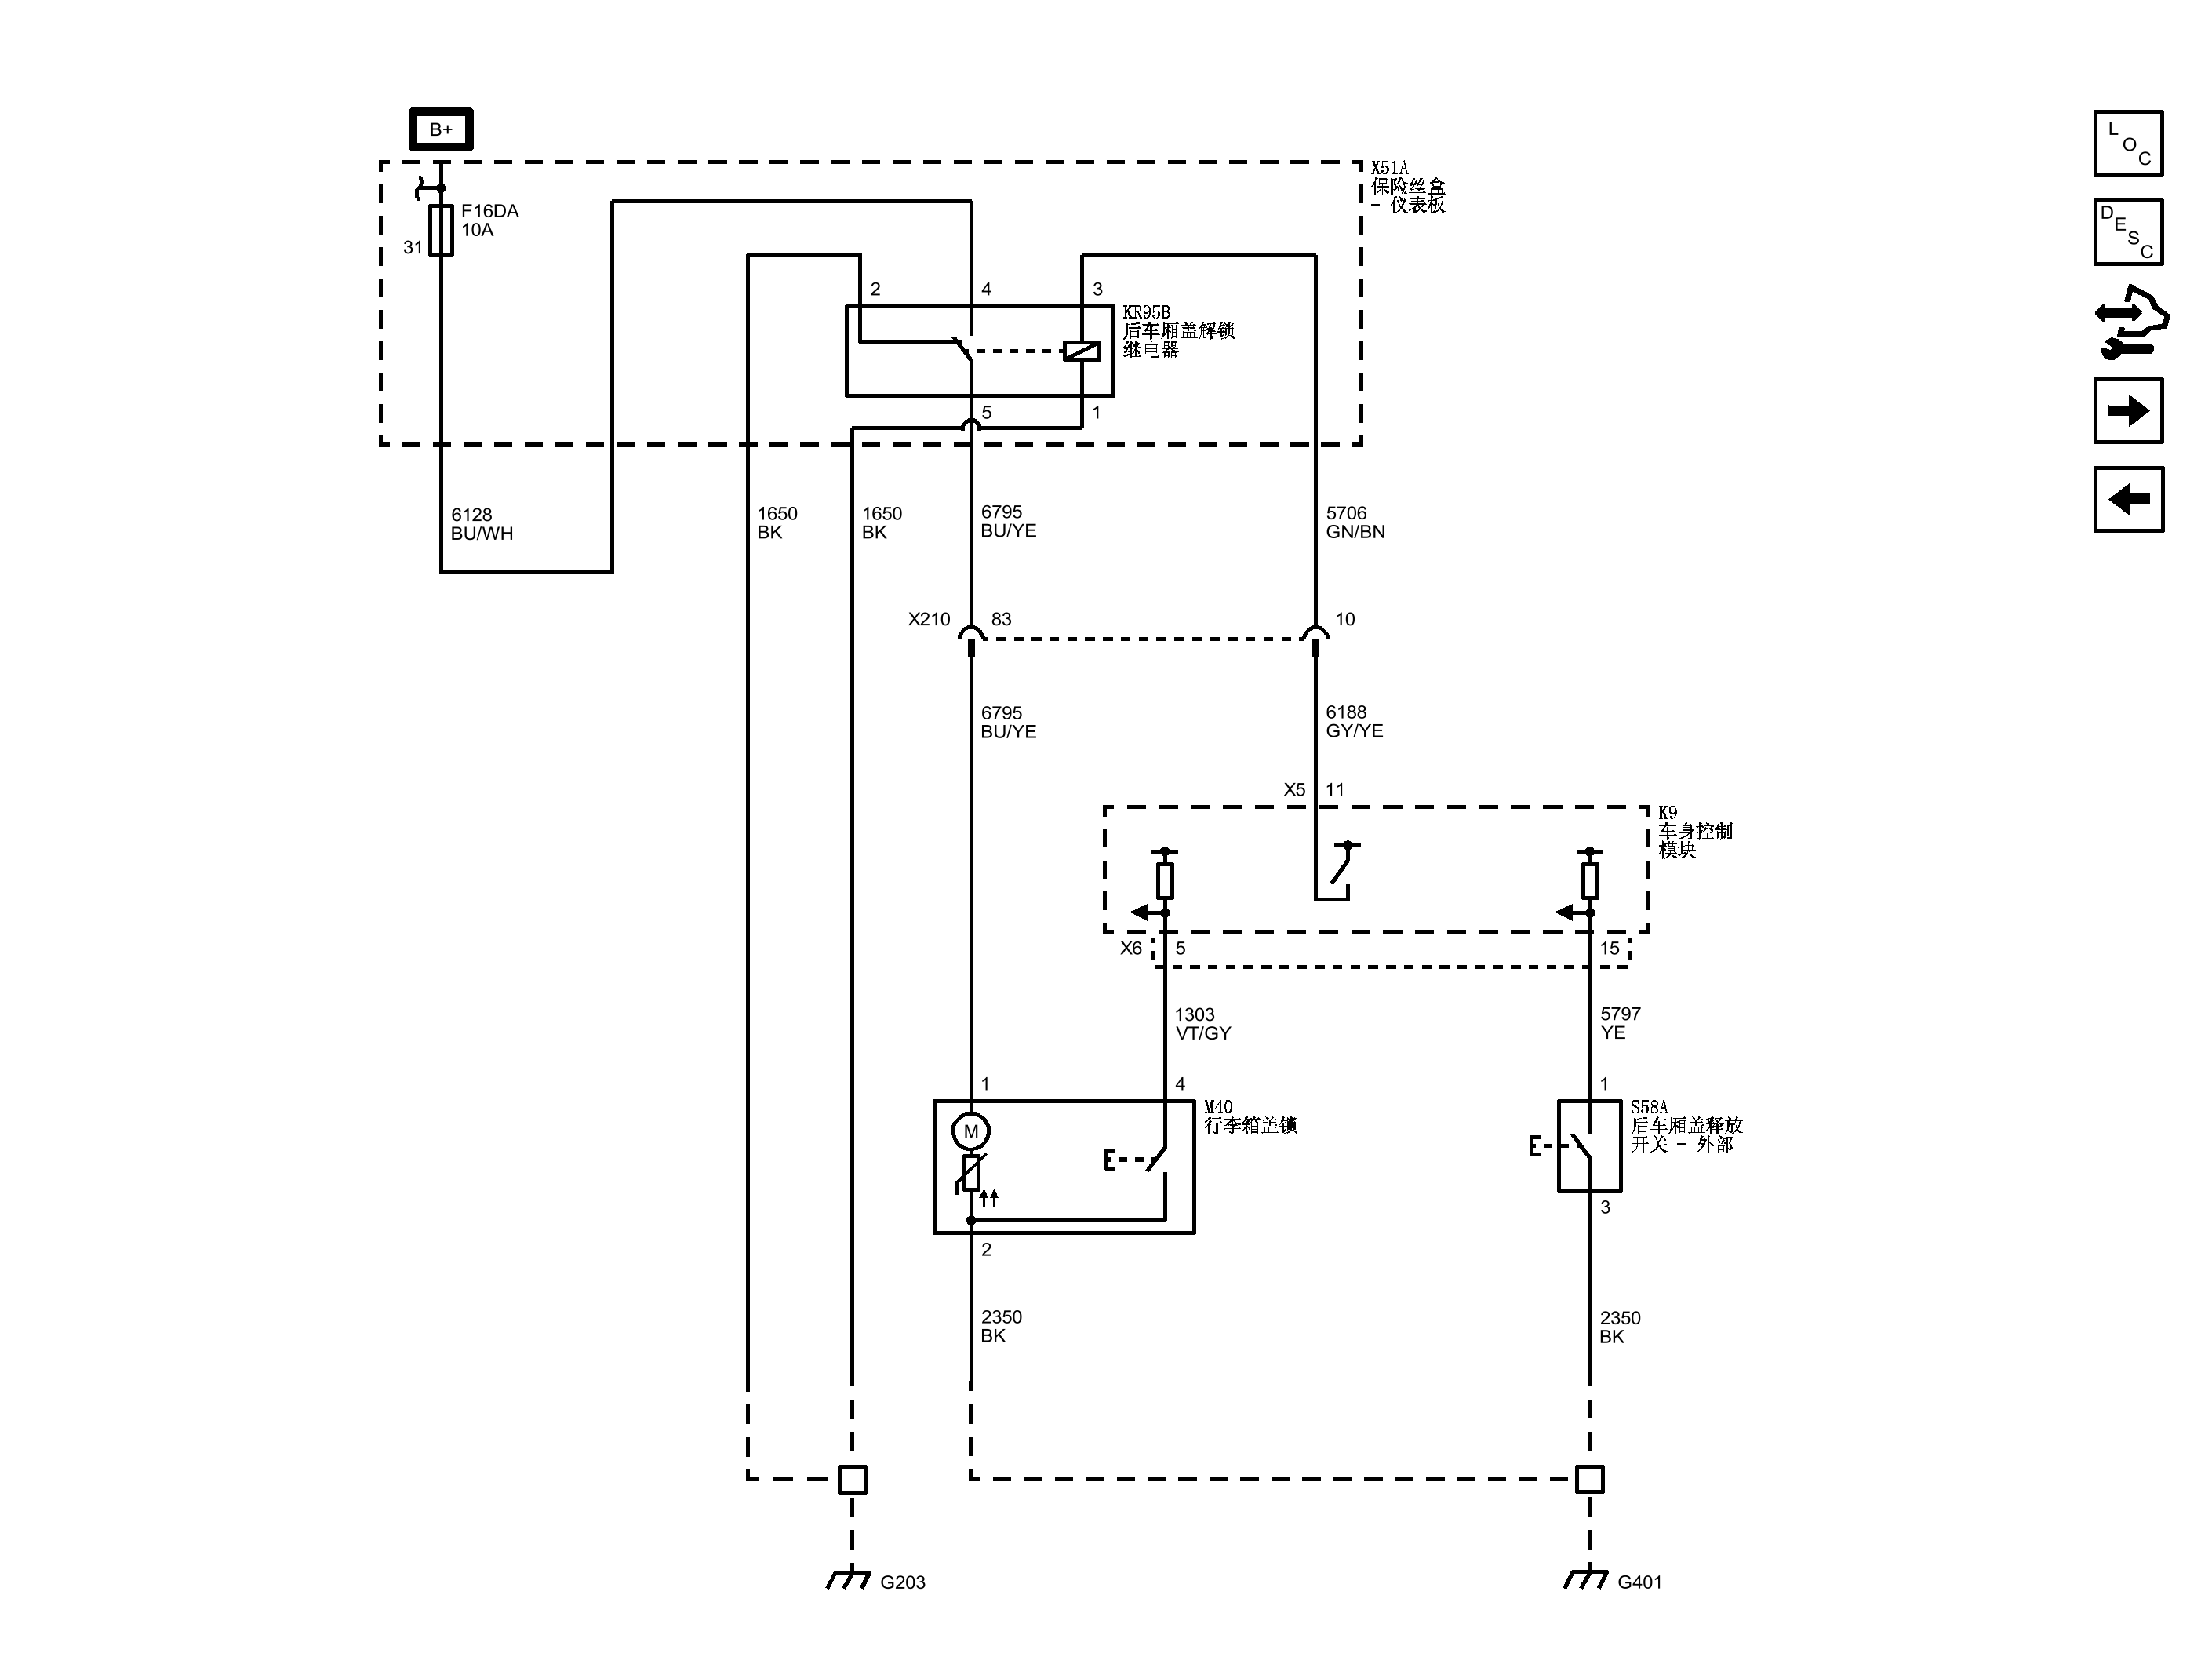 B+
X51A
保险丝盒
- 仪表板
F16DA
10A
31
2
4
3
KR95B
后车厢盖解锁
继电器
5
1
6128
BU/WH
1650
BK
1650
BK
6795
BU/YE
5706
GN/BN
X210
83
10
6795
BU/YE
6188
GY/YE
X5
11
K9
车身控制
模块
X6
5
15
1303
VT/GY
5797
YE
1
4
1
M
M40
行李箱盖锁
S58A
后车厢盖释放
开关 - 外部
3
2
2350
BK
2350
BK
G203
G401
LOC
DESC